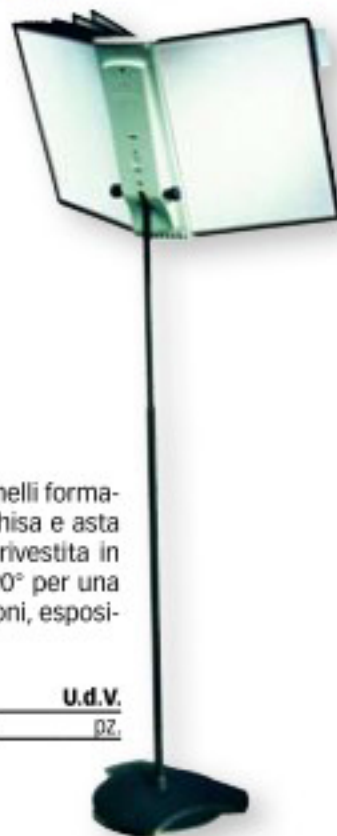 nelli forma-
hisa e asta
rivestita in
0° per una
oni, esposi-
U.d.V.
pz.